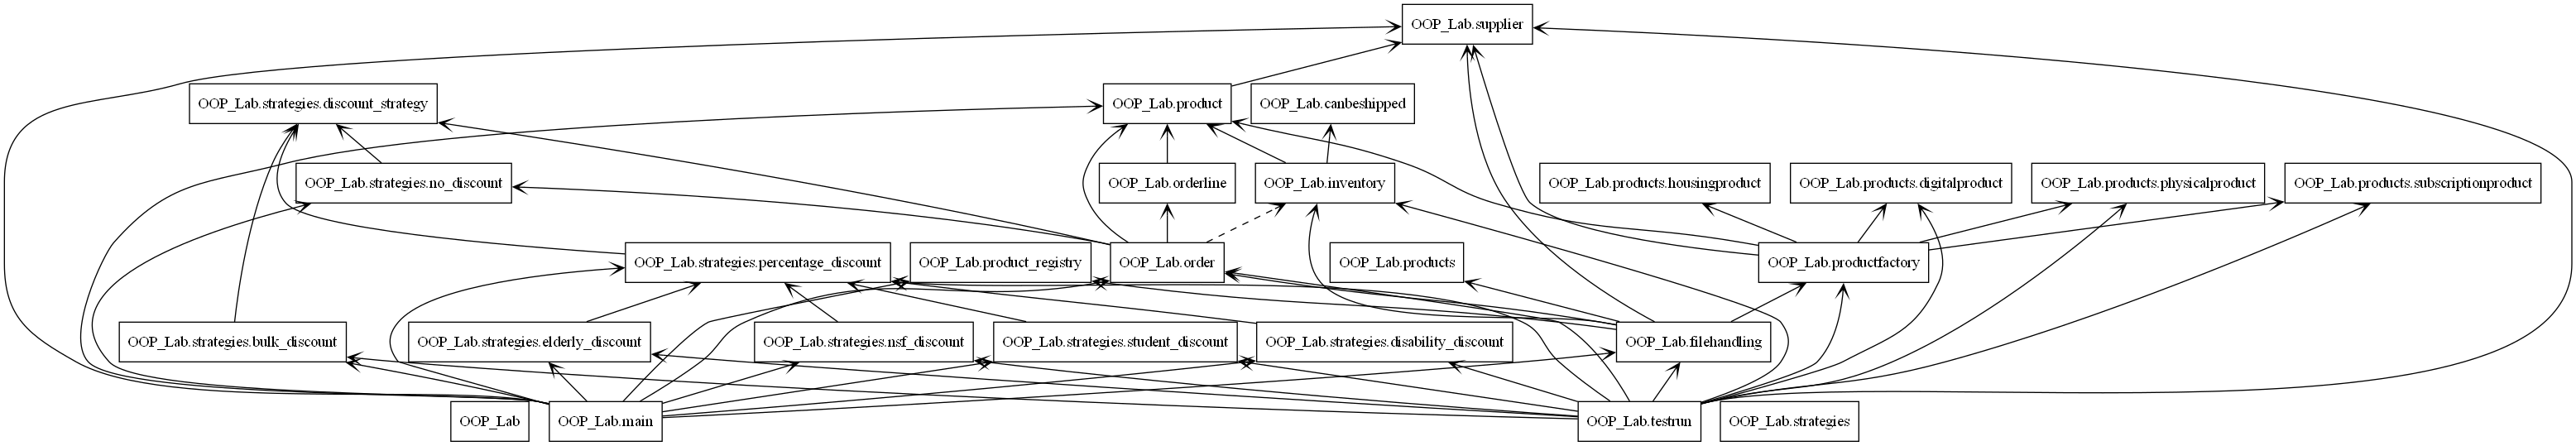 OOP_Lab.supplier
OOP_Lab.strategies.discount_strategy
OOP_Lab.product
OOP_Lab.canbeshipped
OOP_Lab.strategies.no_discount
OOP_Lab.orderline
OOP_Lab.inventory
OOP_Lab.products.housingproduct
OOP_Lab.products.digitalproduct
OOP_Lab.products.physicalproduct
OOP_Lab.products.subscriptionproduct
OOP_Lab.strategies.percentage_discount
OOP_Lab.product_registry
OOP_Lab.order
OOP_Lab.products
OOP_Lab.productfactory
OOP_Lab.strategies.bulk_discount
OOP_Lab.strategies.elderly_discount
OOP_Lab.strategies.nsf_discount
OOP_Lab.strategies.student_discount
OOP_Lab.strategies.disability_discount
OOP_Lab.filehandling
OOP_Lab
OOP_Lab.main
OOP_Lab.testrun
OOP_Lab.strategies